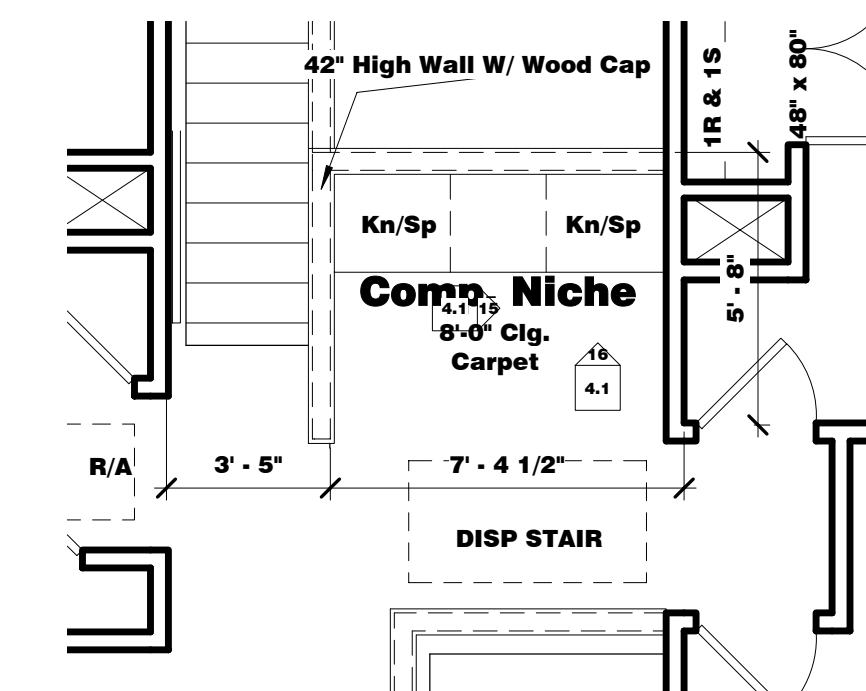 42" High Wall W/ Wood Cap
1R & 1S
48" x 80"
Kn/Sp
Kn/Sp
5' - 8"
Comp. Niche
4.1
15
8'-0" Clg.
Carpet
16
4.1
R/A
3' - 5"
7' - 4 1/2"
DISP STAIR